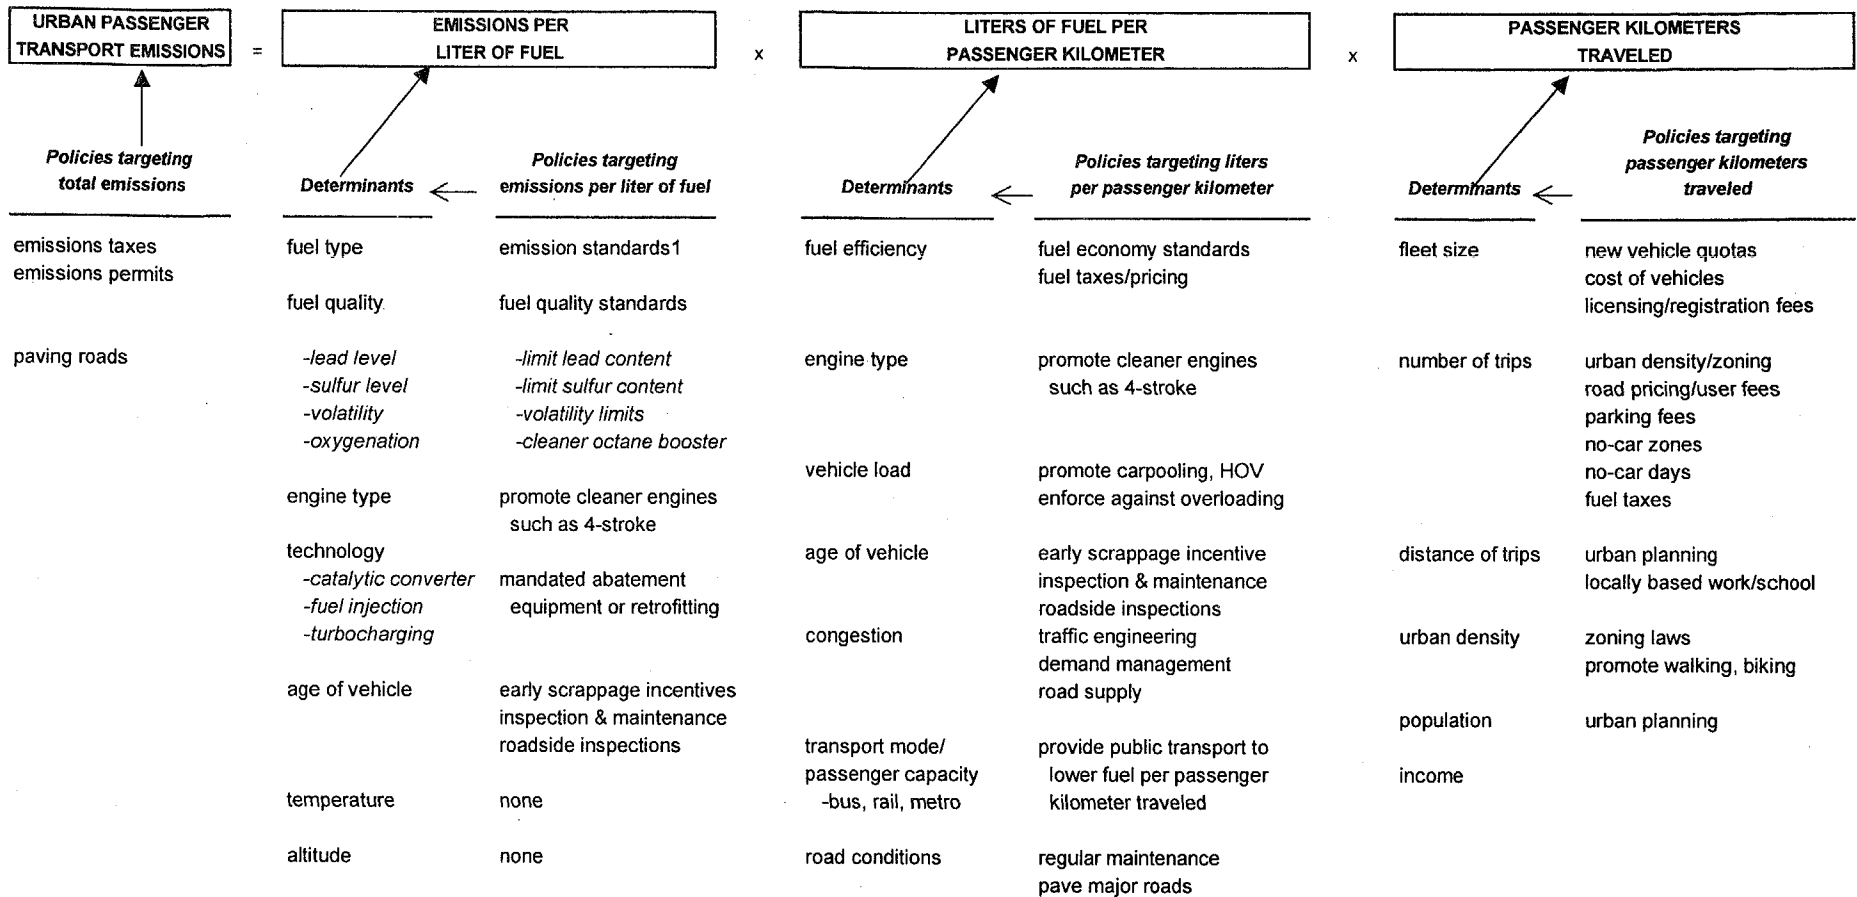 URBAN PASSENGER
TRANSPORT EMISSIONS
=
EMISSIONS PER
LITER OF FUEL
x
LITERS OF FUEL PER
PASSENGER KILOMETER
x
PASSENGER KILOMETERS
TRAVELED
Policies targeting
total emissions
emissions taxes
emissions permits
paving roads
Determinants
fuel type
fuel quality
-lead level
-sulfur level
-volatility
-oxygenation
engine type
technology
-catalytic converter
-fuel injection
-turbocharging
age of vehicle
temperature
altitude
Policies targeting
emissions per liter of fuel
emission standards1
fuel quality standards
-limit lead content
-limit sulfur content
-volatility limits
-cleaner octane booster
promote cleaner engines
such as 4-stroke
mandated abatement
equipment or retrofitting
early scrappage incentives
inspection & maintenance
roadside inspections
none
none
Determinants
fuel efficiency
engine type
vehicle load
age of vehicle
congestion
transport mode/
passenger capacity
-bus, rail, metro
road conditions
Policies targeting liters
per passenger kilometer
fuel economy standards
fuel taxes/pricing
promote cleaner engines
such as 4-stroke
promote carpooling, HOV
enforce against overloading
early scrappage incentive
inspection & maintenance
roadside inspections
traffic engineering
demand management
road supply
provide public transport to
lower fuel per passenger
kilometer traveled
regular maintenance
pave major roads
Determinants
fleet size
number of trips
distance of trips
urban density
population
income
Policies targeting
passenger kilometers
traveled
new vehicle quotas
cost of vehicles
licensing/registration fees
urban density/zoning
road pricing/user fees
parking fees
no-car zones
no-car days
fuel taxes
urban planning
locally based work/school
zoning laws
promote walking, biking
urban planning